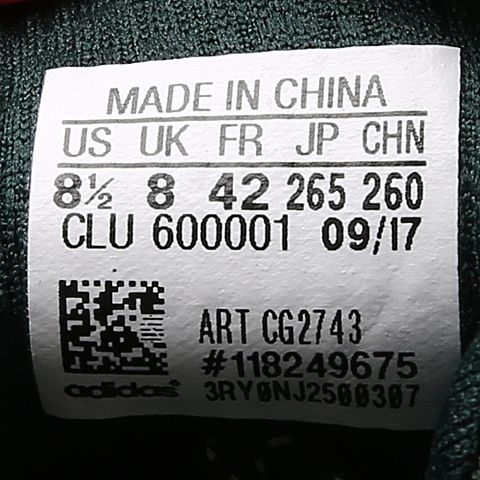 MADE IN CHINA
US UK FR JP CHN
8½ 8 42 265 260
CLU 600001 09/17
ART CG2743
#118249675
adidas 3RY0NJ2500307